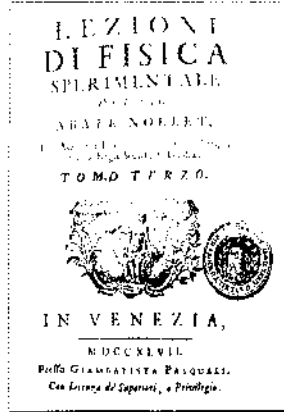 LEZIONI
DI FISICA
SPERIMENTALE
ABATE NOLLET,
TOMO TERZO.
IN VENEZIA,
MDCCXLVII.
Presso GIAMBATISTA PASQUALI.
Con Licenza de' Superiori, e Privilegio.